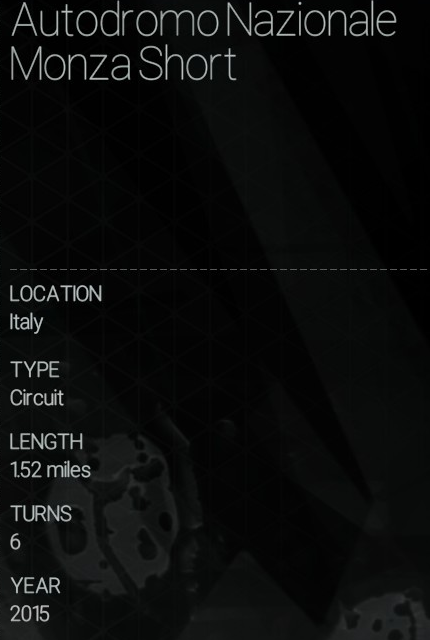 Autodromo Nazionale
Monza Short
LOCATION
Italy
TYPE
Circuit
LENGTH
1.52 miles
TURNS
6
YEAR
2015